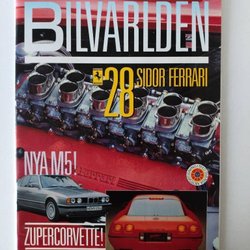 BILVÄRLDEN
28 SIDOR FERRARI
NYA M5!
ZUPERCORVETTE!